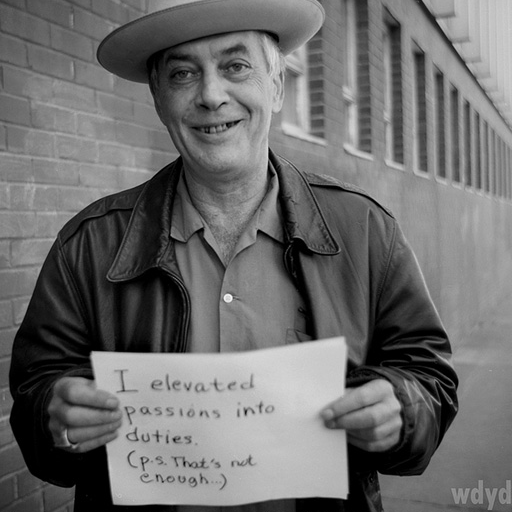 I elevated
passions into
duties.
(p.s. That's not
enough...)
wdyd